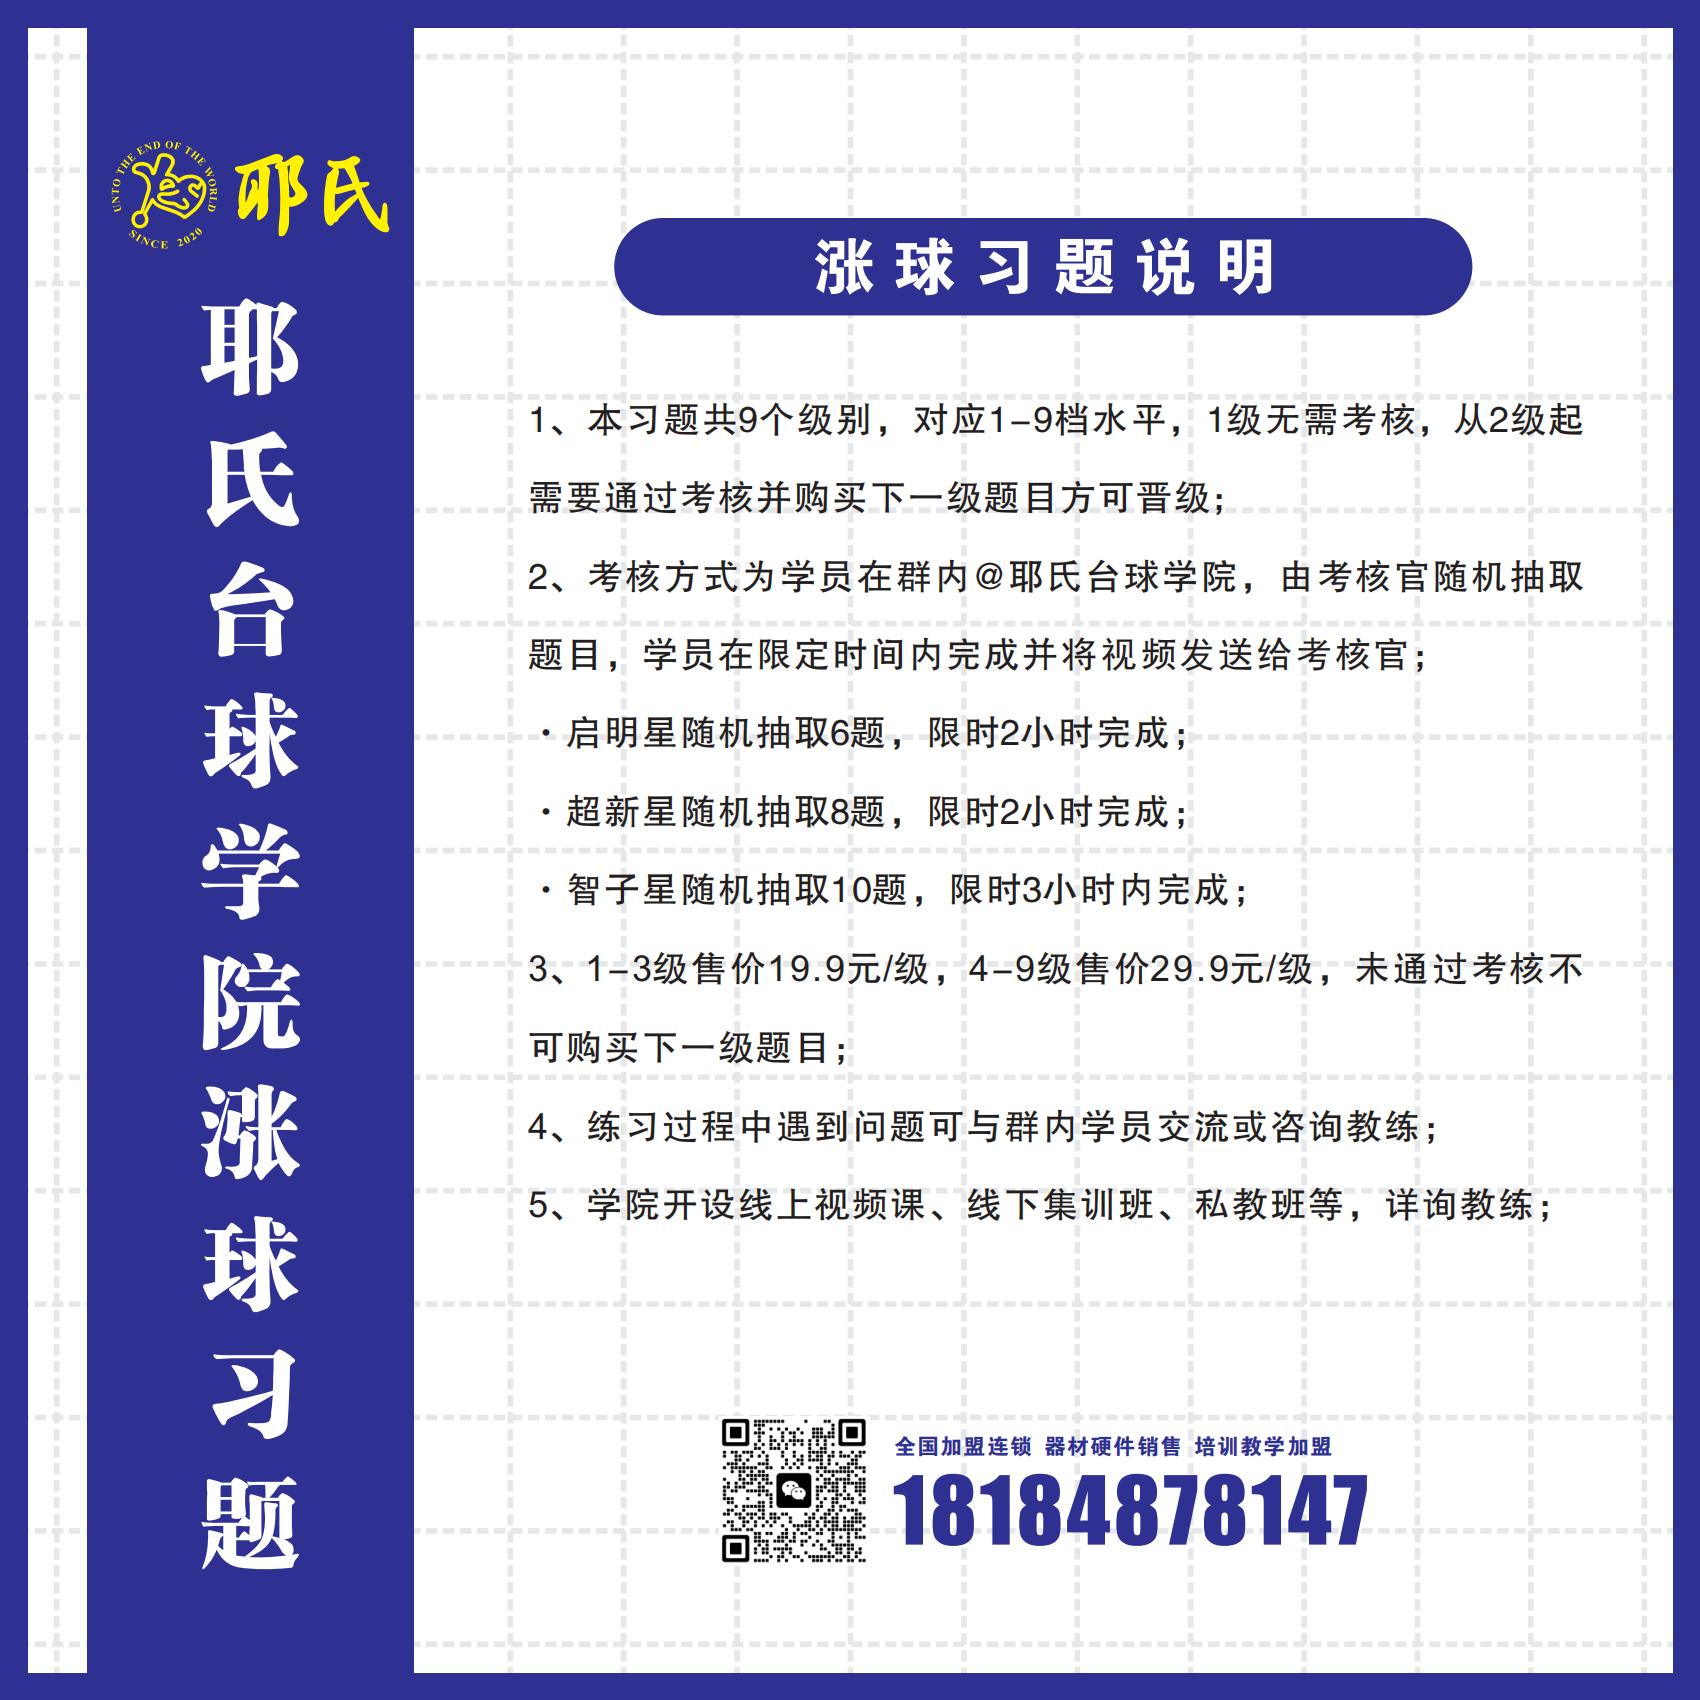 UNTO THE END OF THE WORLD
SINCE 2020
耶氏
耶氏台球学院涨球习题
涨球习题说明
1、本习题共9个级别，对应1-9档水平，1级无需考核，从2级起
需要通过考核并购买下一级题目方可晋级；
2、考核方式为学员在群内@耶氏台球学院，由考核官随机抽取
题目，学员在限定时间内完成并将视频发送给考核官；
·启明星随机抽取6题，限时2小时完成；
·超新星随机抽取8题，限时2小时完成；
·智子星随机抽取10题，限时3小时内完成；
3、1-3级售价19.9元/级，4-9级售价29.9元/级，未通过考核不
可购买下一级题目；
4、练习过程中遇到问题可与群内学员交流或咨询教练；
5、学院开设线上视频课、线下集训班、私教班等，详询教练；
全国加盟连锁 器材硬件销售 培训教学加盟
18184878147